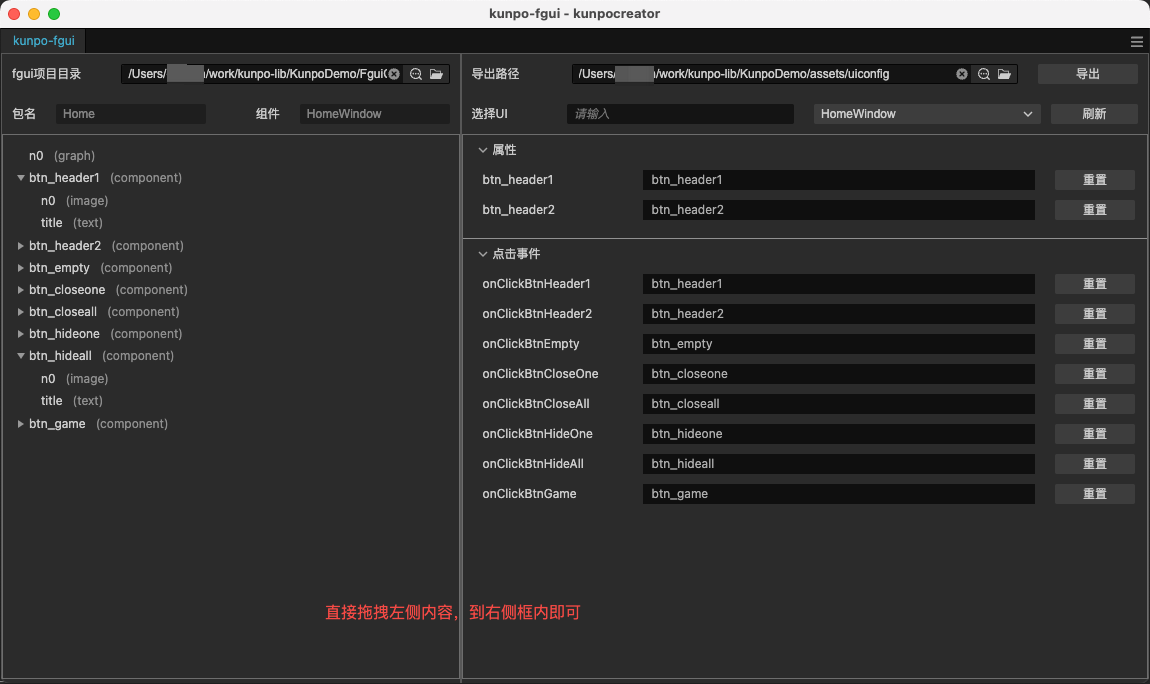 kunpo-fgui - kunpocreator
kunpo-fgui
fgui项目目录 /Users/ /work/kunpo-lib/KunpoDemo/Fgui
包名 Home 组件 HomeWindow
n0 (graph)
btn_header1 (component)
n0 (image)
title (text)
btn_header2 (component)
btn_empty (component)
btn_closeone (component)
btn_closeall (component)
btn_hideone (component)
btn_hideall (component)
n0 (image)
title (text)
btn_game (component)
导出路径 /Users/ /work/kunpo-lib/KunpoDemo/assets/uiconfig 导出
选择UI 请输入 HomeWindow 刷新
属性
btn_header1 btn_header1 重置
btn_header2 btn_header2 重置
点击事件
onClickBtnHeader1 btn_header1 重置
onClickBtnHeader2 btn_header2 重置
onClickBtnEmpty btn_empty 重置
onClickBtnCloseOne btn_closeone 重置
onClickBtnCloseAll btn_closeall 重置
onClickBtnHideOne btn_hideone 重置
onClickBtnHideAll btn_hideall 重置
onClickBtnGame btn_game 重置
直接拖拽左侧内容，到右侧框内即可